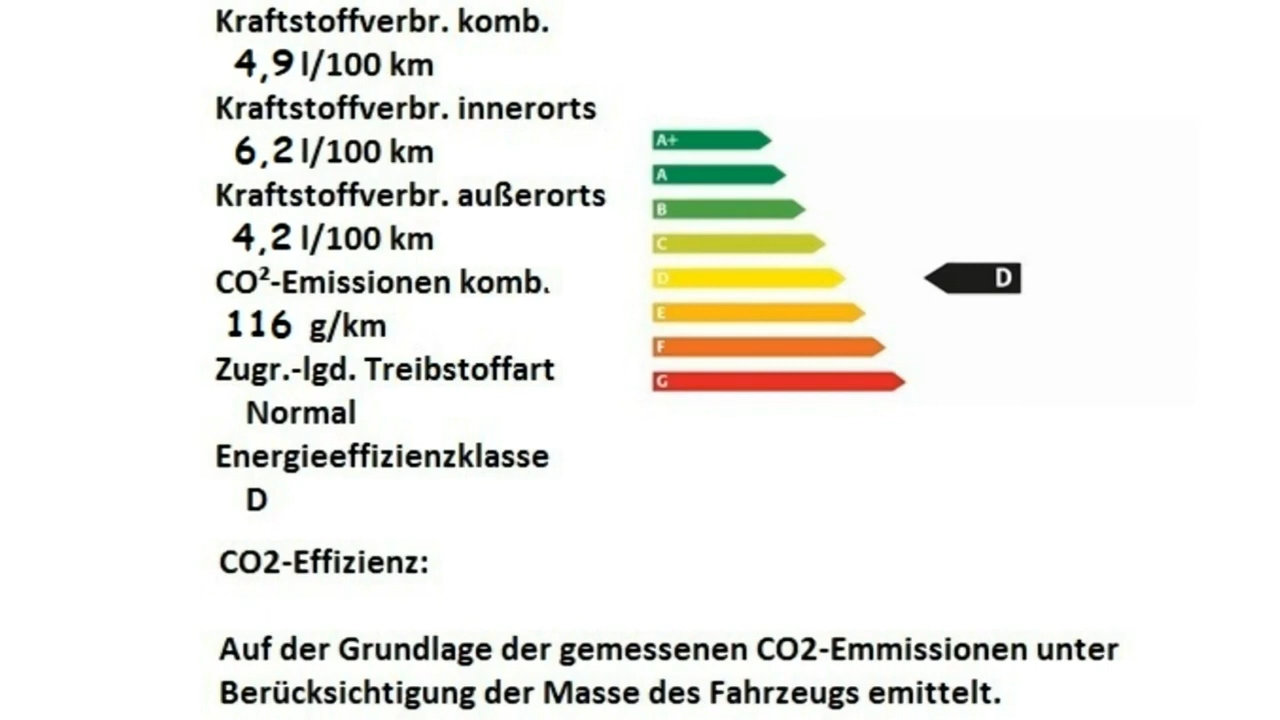 Kraftstoffverbr. komb.
4,9 l/100 km
Kraftstoffverbr. innerorts
6,2 l/100 km
Kraftstoffverbr. außerorts
4,2 l/100 km
CO²-Emissionen komb.
116 g/km
Zugr.-lgd. Treibstoffart
Normal
Energieeffizienzklasse
D
A+
A
B
C
D
D
E
F
G
CO2-Effizienz:
Auf der Grundlage der gemessenen CO2-Emmissionen unter
Berücksichtigung der Masse des Fahrzeugs emittelt.